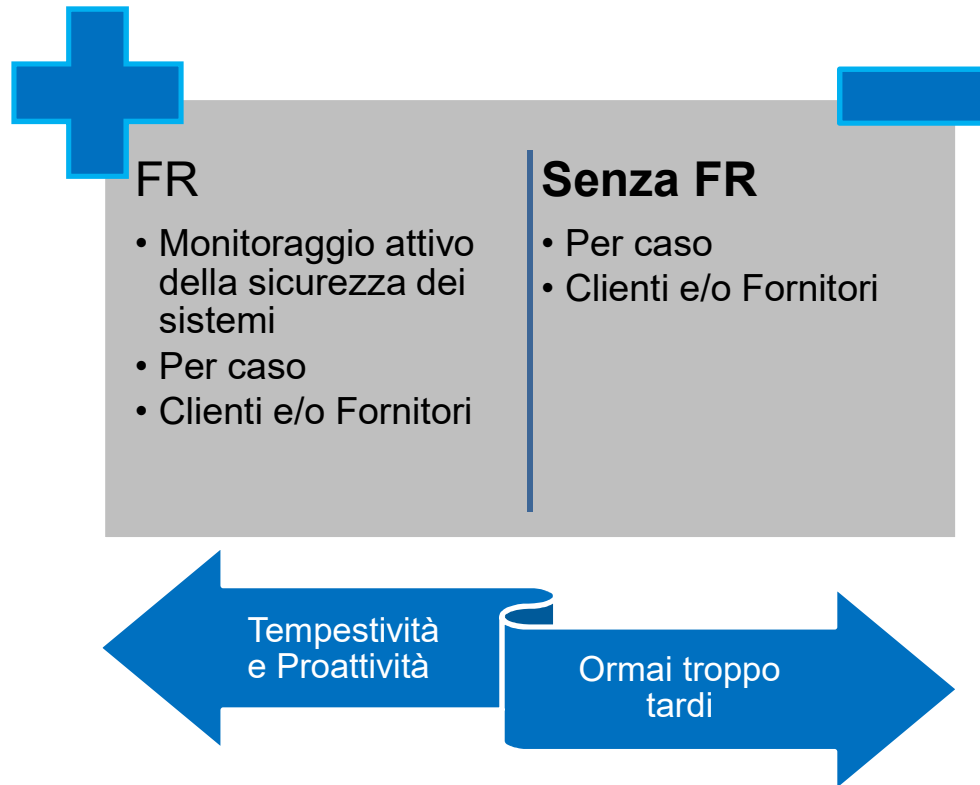 FR
• Monitoraggio attivo
della sicurezza dei
sistemi
• Per caso
• Clienti e/o Fornitori
Senza FR
• Per caso
• Clienti e/o Fornitori
Tempestività
e Proattività
Ormai troppo
tardi